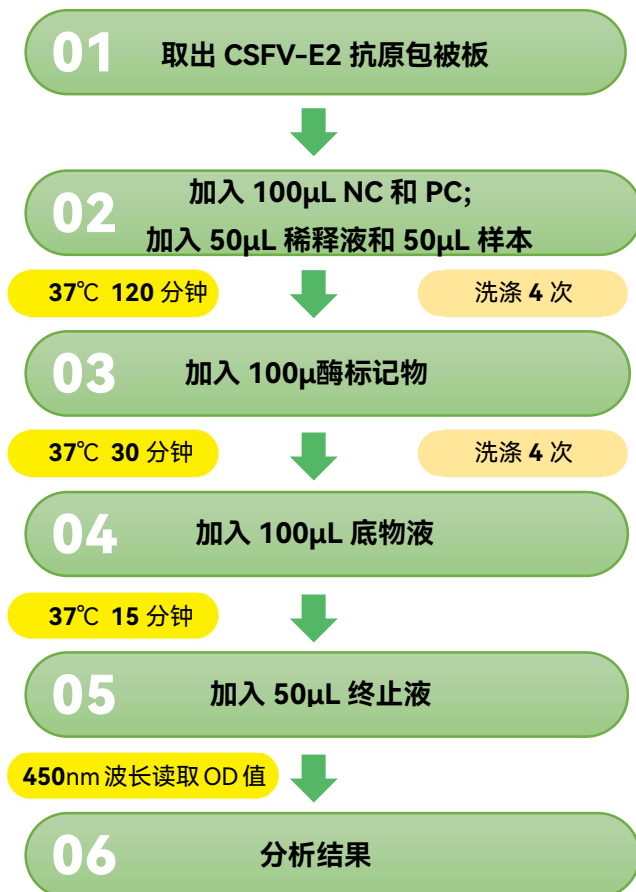 01 取出 CSFV-E2 抗原包被板
02 加入 100μL NC 和 PC;
加入 50μL 稀释液和 50μL 样本
37℃ 120 分钟
洗涤 4 次
03 加入 100μ酶标记物
37℃ 30 分钟
洗涤 4 次
04 加入 100μL 底物液
37℃ 15 分钟
05 加入 50μL 终止液
450nm 波长读取 OD 值
06 分析结果